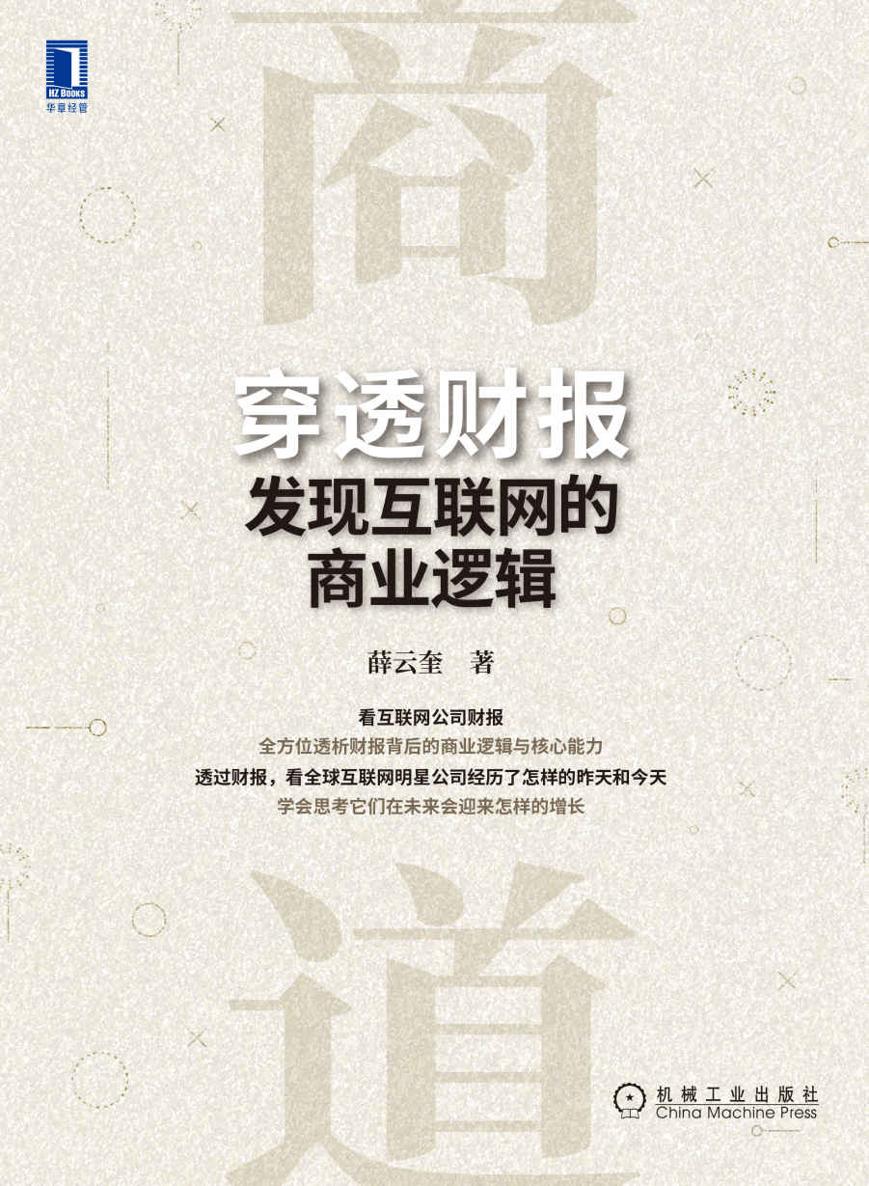 商
HZ BOOKS
华章经管
穿透财报
发现互联网的
商业逻辑
薛云奎 著
看互联网公司财报
全方位透析财报背后的商业逻辑与核心能力
透过财报，看全球互联网明星公司经历了怎样的昨天和今天
学会思考它们在未来会迎来怎样的增长
道
机械工业出版社
China Machine Press